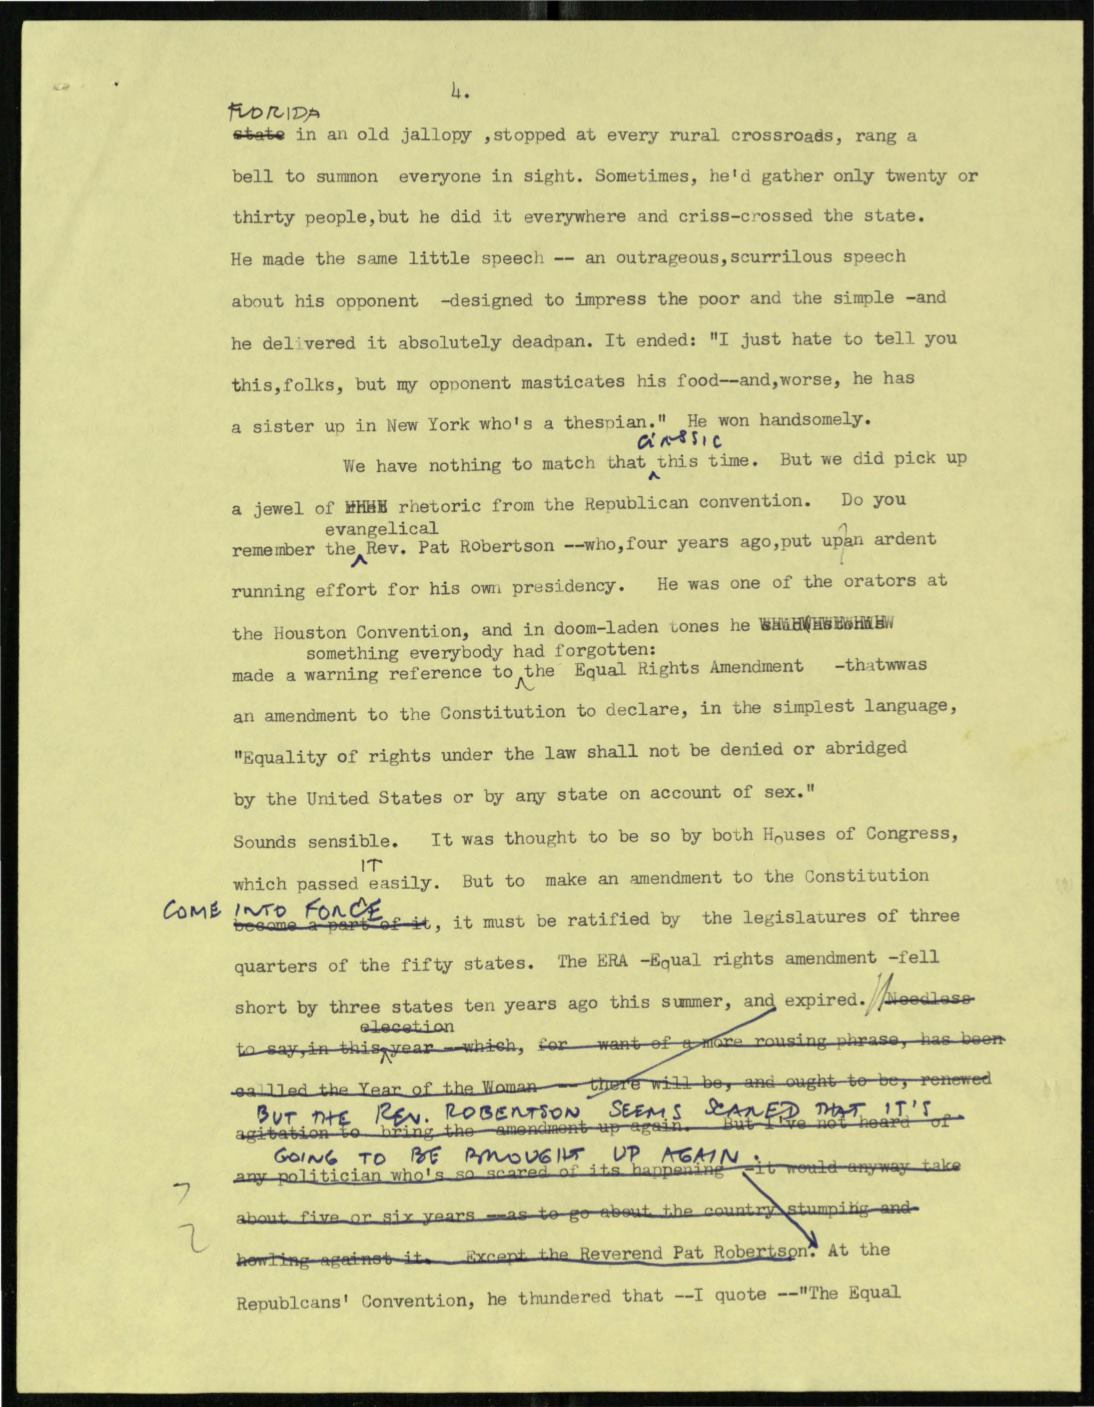 4.
FLORIDA
state in an old jallopy ,stopped at every rural crossroads, rang a
bell to summon everyone in sight. Sometimes, he'd gather only twenty or
thirty people,but he did it everywhere and criss-crossed the state.
He made the same little speech -- an outrageous,scurrilous speech
about his opponent -designed to impress the poor and the simple -and
he delivered it absolutely deadpan. It ended: "I just hate to tell you
this,folks, but my opponent masticates his food--and,worse, he has
a sister up in New York who's a thespian." He won handsomely.
classic
We have nothing to match that this time. But we did pick up
a jewel of rhetoric from the Republican convention. Do you
evangelical
remember the Rev. Pat Robertson --who,four years ago,put upan ardent
running effort for his own presidency. He was one of the orators at
the Houston Convention, and in doom-laden tones he
something everybody had forgotten:
made a warning reference to the Equal Rights Amendment -thatwwas
an amendment to the Constitution to declare, in the simplest language,
"Equality of rights under the law shall not be denied or abridged
by the United States or by any state on account of sex."
Sounds sensible. It was thought to be so by both Houses of Congress,
IT
which passed easily. But to make an amendment to the Constitution
COME INTO FORCE
become a part of it, it must be ratified by the legislatures of three
quarters of the fifty states. The ERA -Equal rights amendment -fell
short by three states ten years ago this summer, and expired. // Needless
elecetion
to say,in this year --which, for want of a more rousing phrase, has been
callled the Year of the Woman -- there will be, and ought to be, renewed
BUT THE REV. ROBERTSON SEEMS SCARED THAT IT'S
agitation to bring the amendment up again. But I've not heard of
GOING TO BE BROUGHT UP AGAIN.
any politician who's so scared of its happening -it would anyway take
about five or six years --as to go about the country stumping and
howling against it. Except the Reverend Pat Robertson. At the
Republcans' Convention, he thundered that --I quote --"The Equal